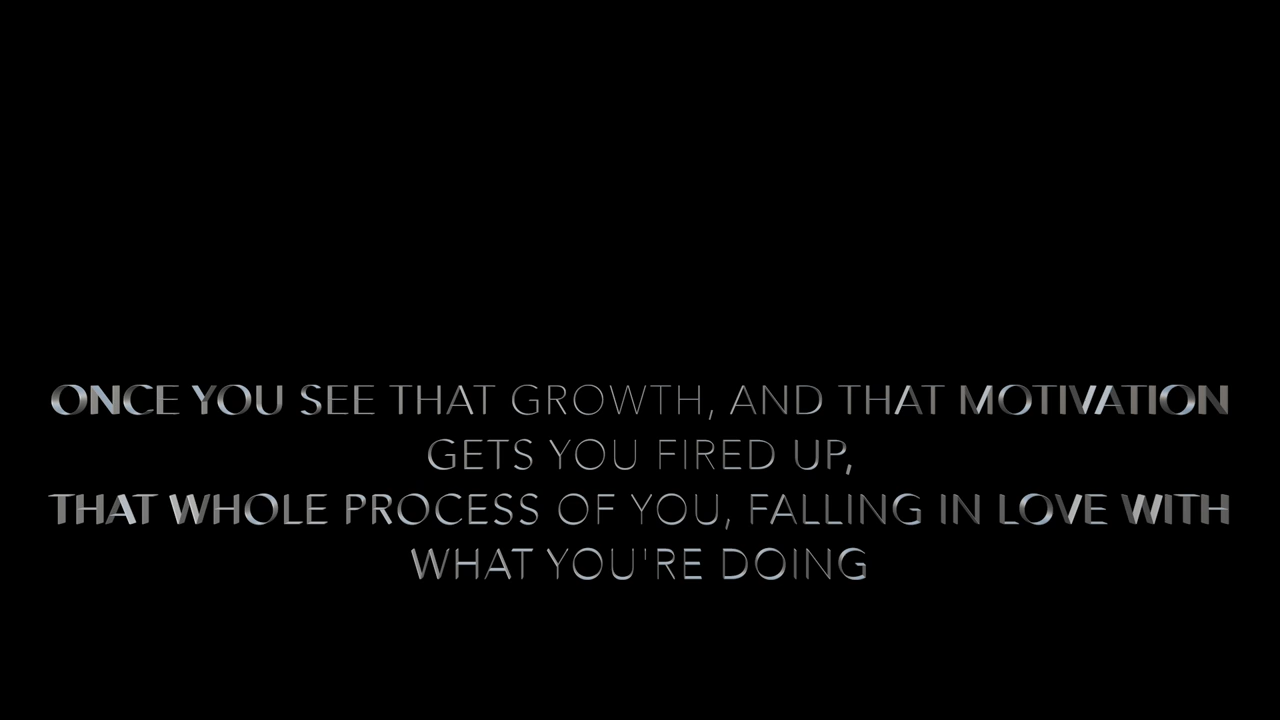 ONCE YOU SEE THAT GROWTH, AND THAT MOTIVATION
GETS YOU FIRED UP,
THAT WHOLE PROCESS OF YOU, FALLING IN LOVE WITH
WHAT YOU'RE DOING